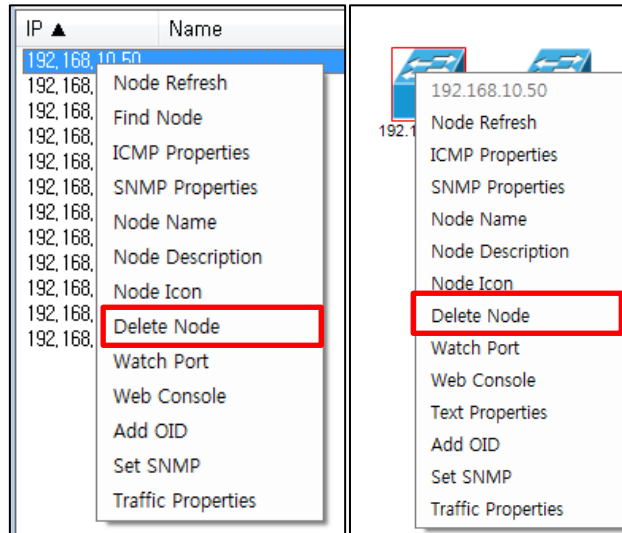 IP ▲ Name
192, 168, 10, 50
192, 168,
192, 168,
192, 168,
192, 168,
192, 168,
192, 168,
192, 168,
192, 168,
192, 168,
192, 168,
192, 168,
Node Refresh
Find Node
ICMP Properties
SNMP Properties
Node Name
Node Description
Node Icon
Delete Node
Watch Port
Web Console
Add OID
Set SNMP
Traffic Properties
192.1
192.168.10.50
Node Refresh
ICMP Properties
SNMP Properties
Node Name
Node Description
Node Icon
Delete Node
Watch Port
Web Console
Text Properties
Add OID
Set SNMP
Traffic Properties